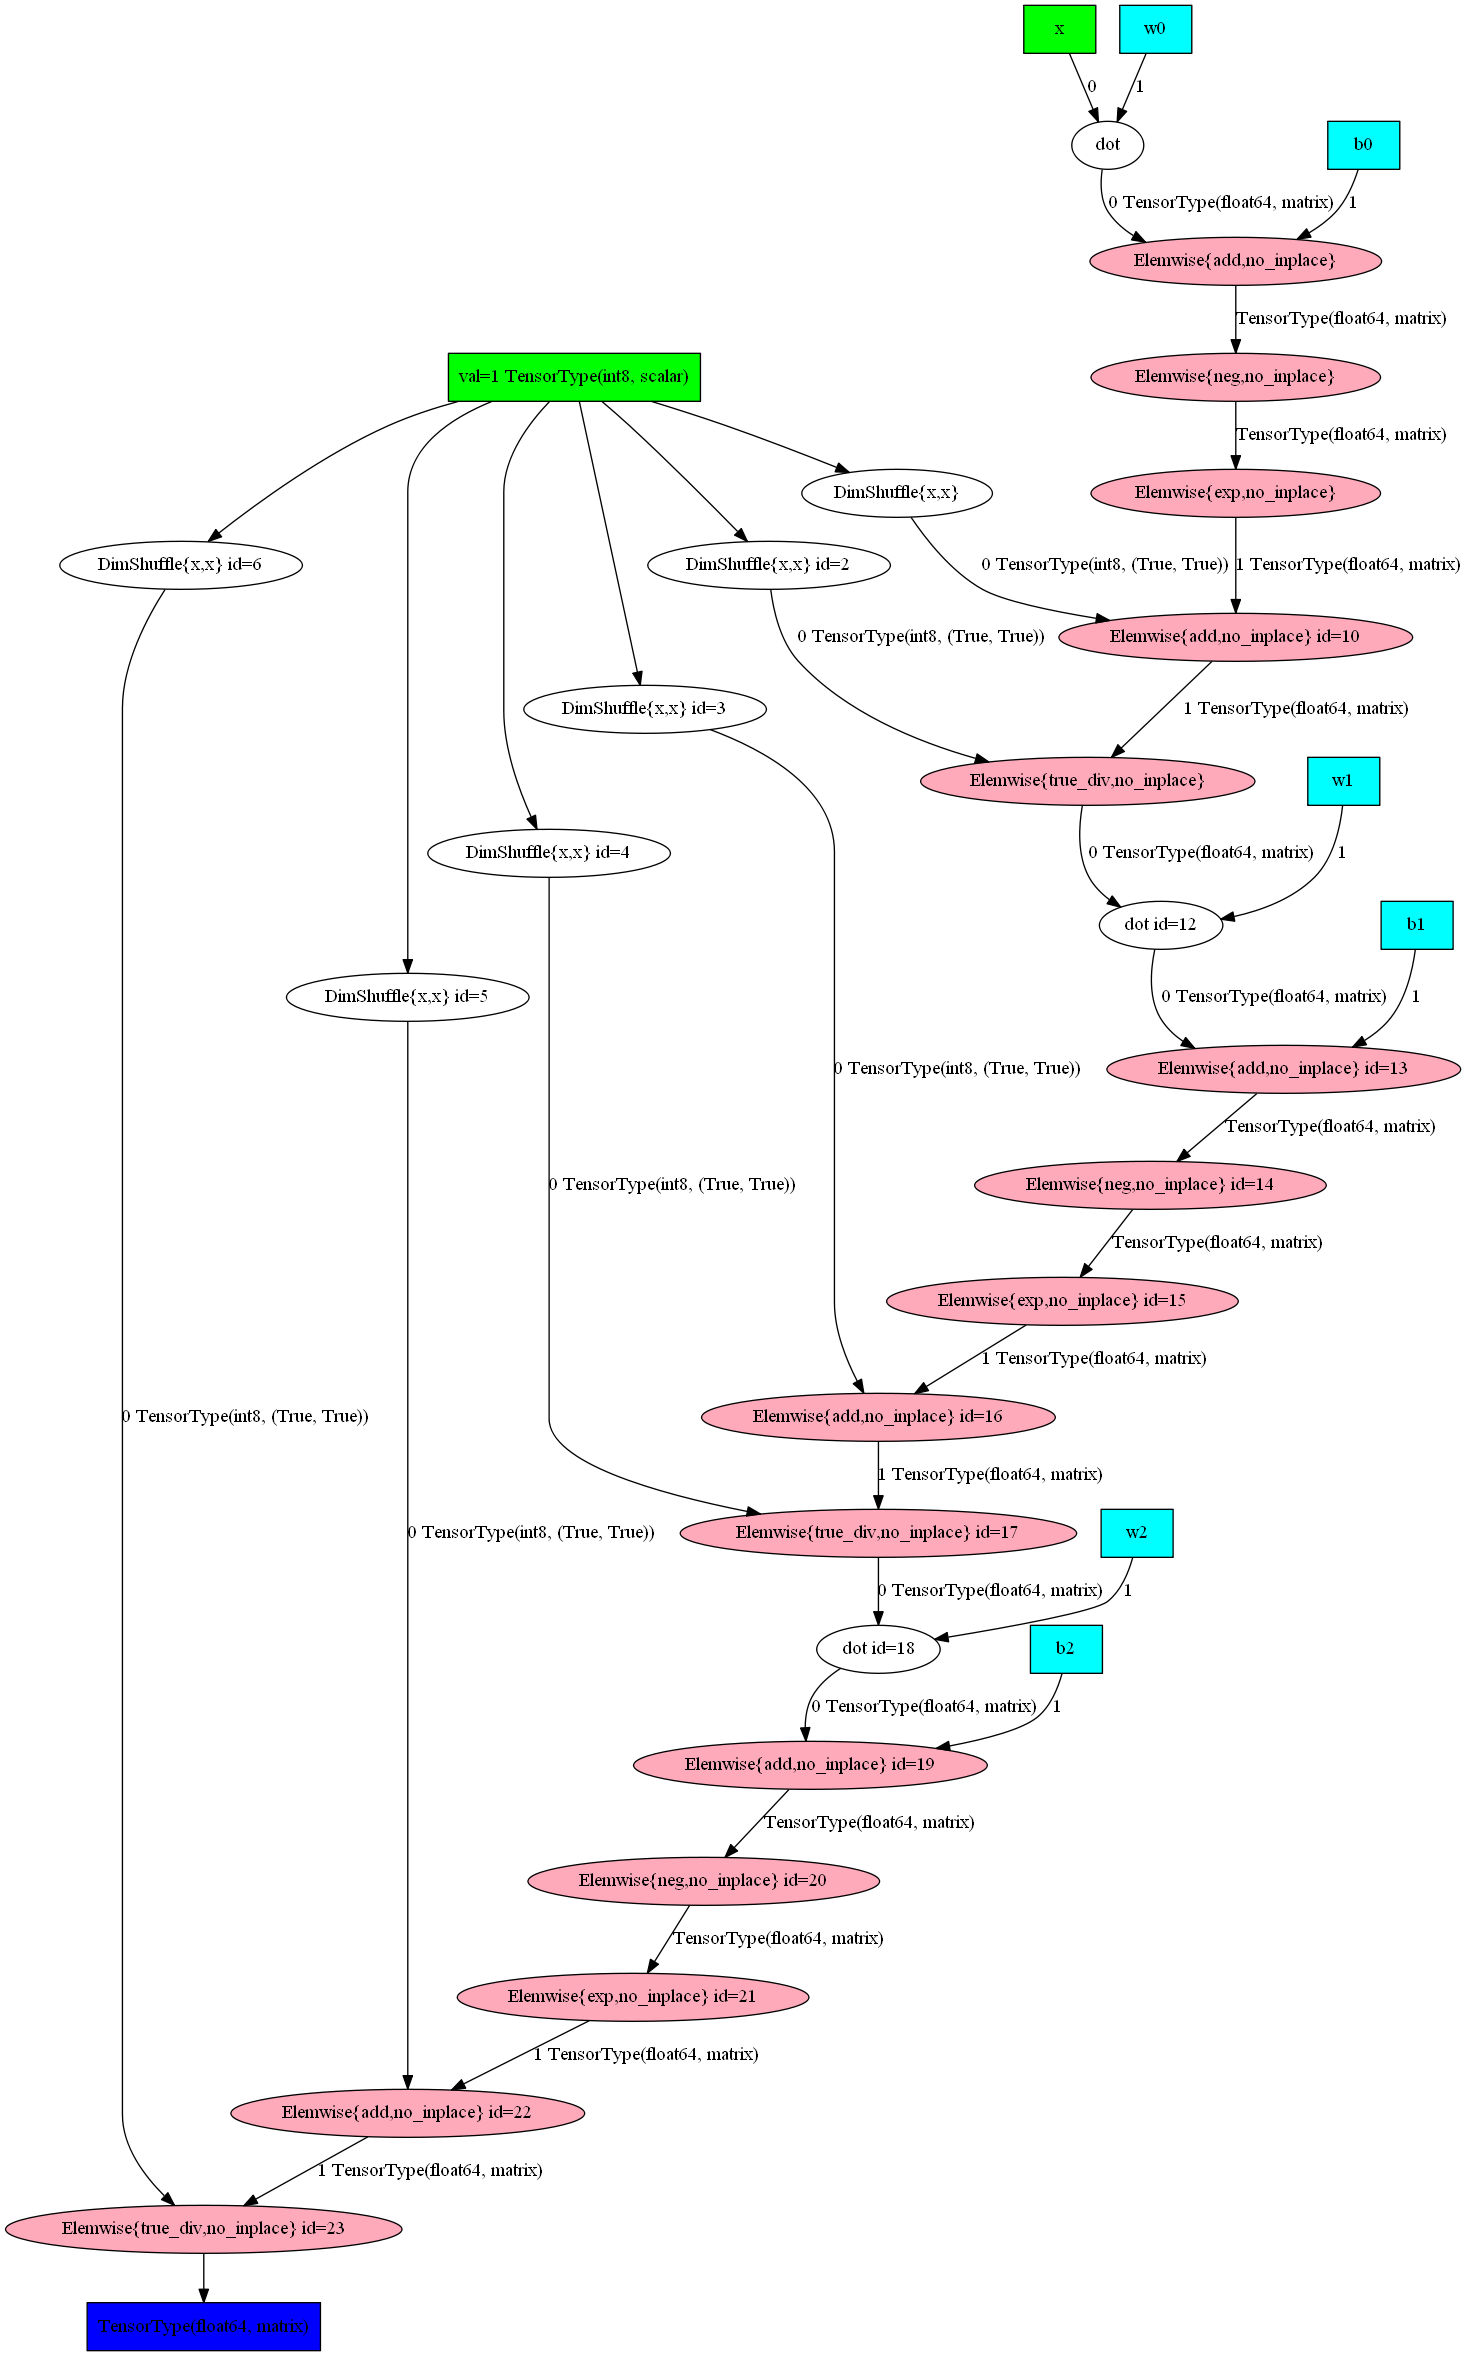 x
w0
0
1
dot
b0
0 TensorType(float64, matrix)
1
Elemwise{add,no_inplace}
TensorType(float64, matrix)
val=1 TensorType(int8, scalar)
Elemwise{neg,no_inplace}
TensorType(float64, matrix)
DimShuffle{x,x}
Elemwise{exp,no_inplace}
DimShuffle{x,x} id=6
DimShuffle{x,x} id=2
0 TensorType(int8, (True, True))
1 TensorType(float64, matrix)
0 TensorType(int8, (True, True))
Elemwise{add,no_inplace} id=10
DimShuffle{x,x} id=3
1 TensorType(float64, matrix)
Elemwise{true_div,no_inplace}
w1
DimShuffle{x,x} id=4
0 TensorType(float64, matrix)
1
dot id=12
b1
DimShuffle{x,x} id=5
0 TensorType(float64, matrix)
1
0 TensorType(int8, (True, True))
Elemwise{add,no_inplace} id=13
TensorType(float64, matrix)
0 TensorType(int8, (True, True))
Elemwise{neg,no_inplace} id=14
TensorType(float64, matrix)
Elemwise{exp,no_inplace} id=15
1 TensorType(float64, matrix)
0 TensorType(int8, (True, True))
Elemwise{add,no_inplace} id=16
1 TensorType(float64, matrix)
0 TensorType(int8, (True, True))
Elemwise{true_div,no_inplace} id=17
w2
0 TensorType(float64, matrix)
1
dot id=18
b2
0 TensorType(float64, matrix)
1
Elemwise{add,no_inplace} id=19
TensorType(float64, matrix)
Elemwise{neg,no_inplace} id=20
TensorType(float64, matrix)
Elemwise{exp,no_inplace} id=21
1 TensorType(float64, matrix)
Elemwise{add,no_inplace} id=22
1 TensorType(float64, matrix)
Elemwise{true_div,no_inplace} id=23
TensorType(float64, matrix)